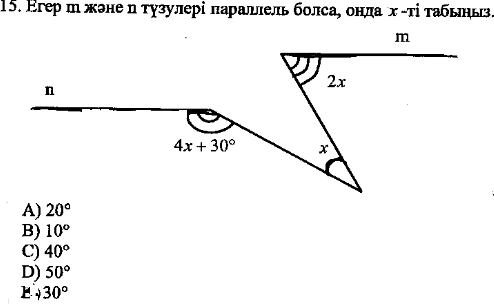 15. Егер m және n түзулері параллель болса, онда x -ті табыңыз.
m
2x
n
4x + 30°
x
A) 20°
B) 10°
C) 40°
D) 50°
E) 30°